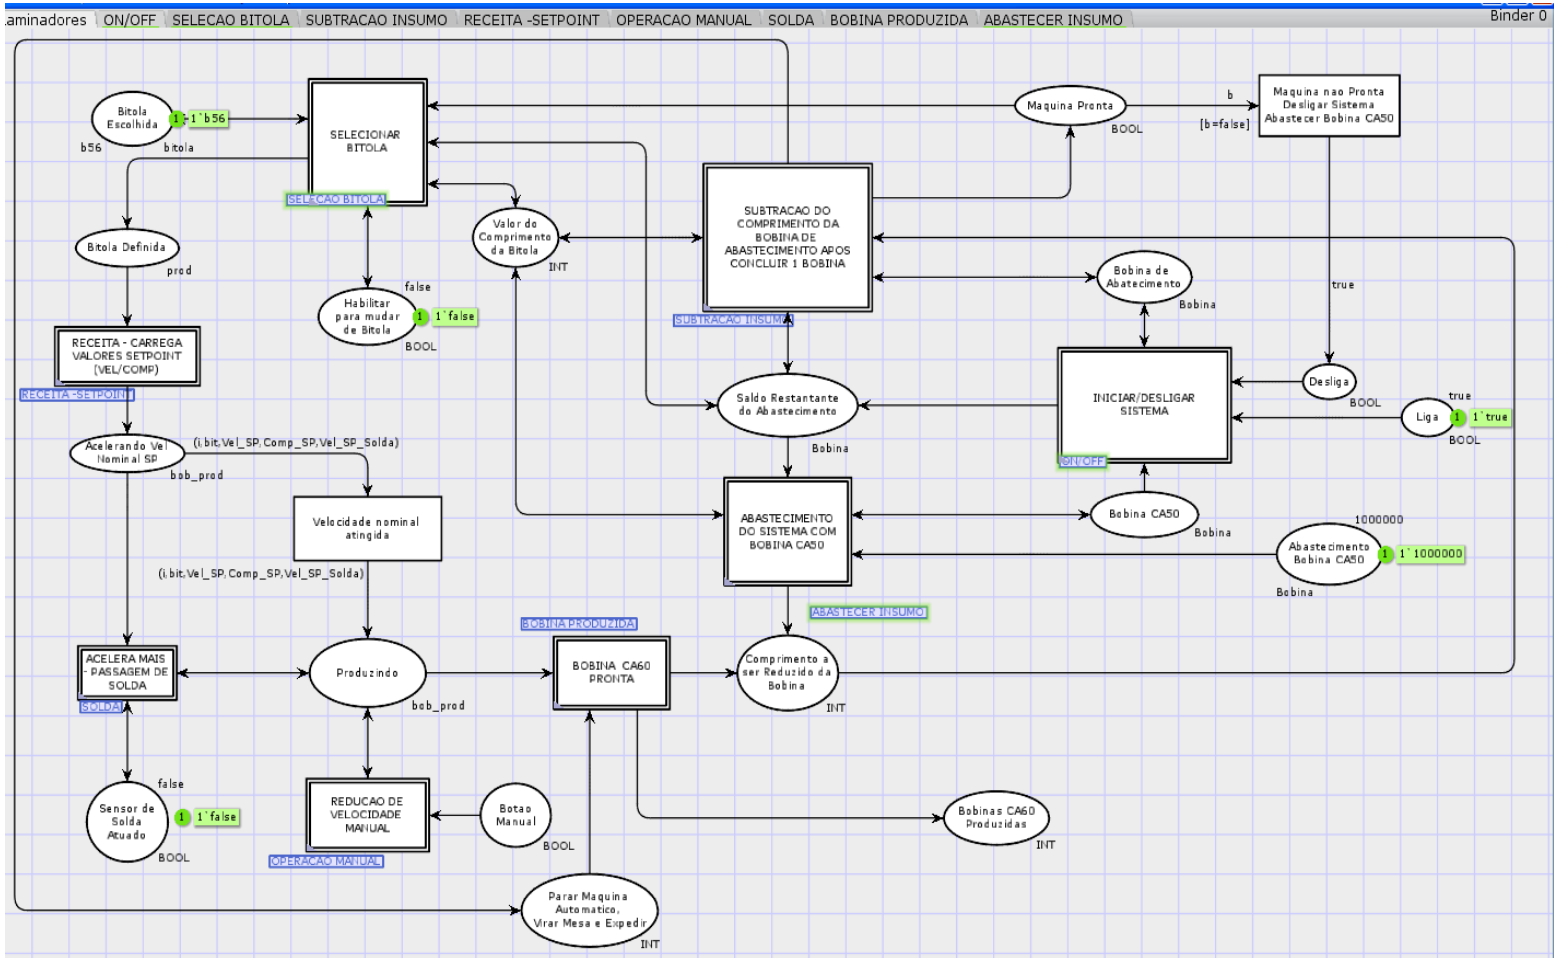 aminadores ON/OFF SELECAO BITOLA SUBTRACAO INSUMO RECEITA -SETPOINT OPERACAO MANUAL SOLDA BOBINA PRODUZIDA ABASTECER INSUMO Binder 0
Bitola
Escolhida
1
1`b56
b56
bitola
SELECIONAR
BITOLA
SELECAO BITOLA
Maquina Pronta
BOOL
b
[b=false]
Maquina nao Pronta
Desligar Sistema
Abastecer Bobina CA50
Bitola Definida
prod
Valor do
Comprimento
da Bitola
INT
SUBTRACAO DO
COMPRIMENTO DA
BOBINA DE
ABASTECIMENTO APOS
CONCLUIR 1 BOBINA
SUBTRACAO INSUMO
Bobina de
Abatecimento
Bobina
true
false
Habilitar
para mudar
de Bitola
1
1`false
BOOL
RECEITA - CARREGA
VALORES SETPOINT
(VEL/COMP)
RECEITA -SETPOINT
Saldo Restantante
do Abastecimento
Bobina
INICIAR/DESLIGAR
SISTEMA
ON/OFF
Desliga
BOOL
true
Liga
1
1`true
BOOL
Acelerando Vel
Nominal SP
bob_prod
(i,bit,Vel_SP,Comp_SP,Vel_SP_Solda)
Velocidade nominal
atingida
(i,bit,Vel_SP,Comp_SP,Vel_SP_Solda)
ABASTECIMENTO
DO SISTEMA COM
BOBINA CA50
ABASTECER INSUMO
Bobina CA50
Bobina
1000000
Abastecimento
Bobina CA50
1
1`1000000
Bobina
ACELERA MAIS
- PASSAGEM DE
SOLDA
SOLDA
Produzindo
bob_prod
BOBINA PRODUZIDA
BOBINA CA60
PRONTA
Comprimento a
ser Reduzido da
Bobina
INT
false
Sensor de
Solda
Atuado
1
1`false
BOOL
REDUCAO DE
VELOCIDADE
MANUAL
OPERACAO MANUAL
Botao
Manual
BOOL
Bobinas CA60
Produzidas
INT
Parar Maquina
Automatico,
Virar Mesa e Expedir
INT